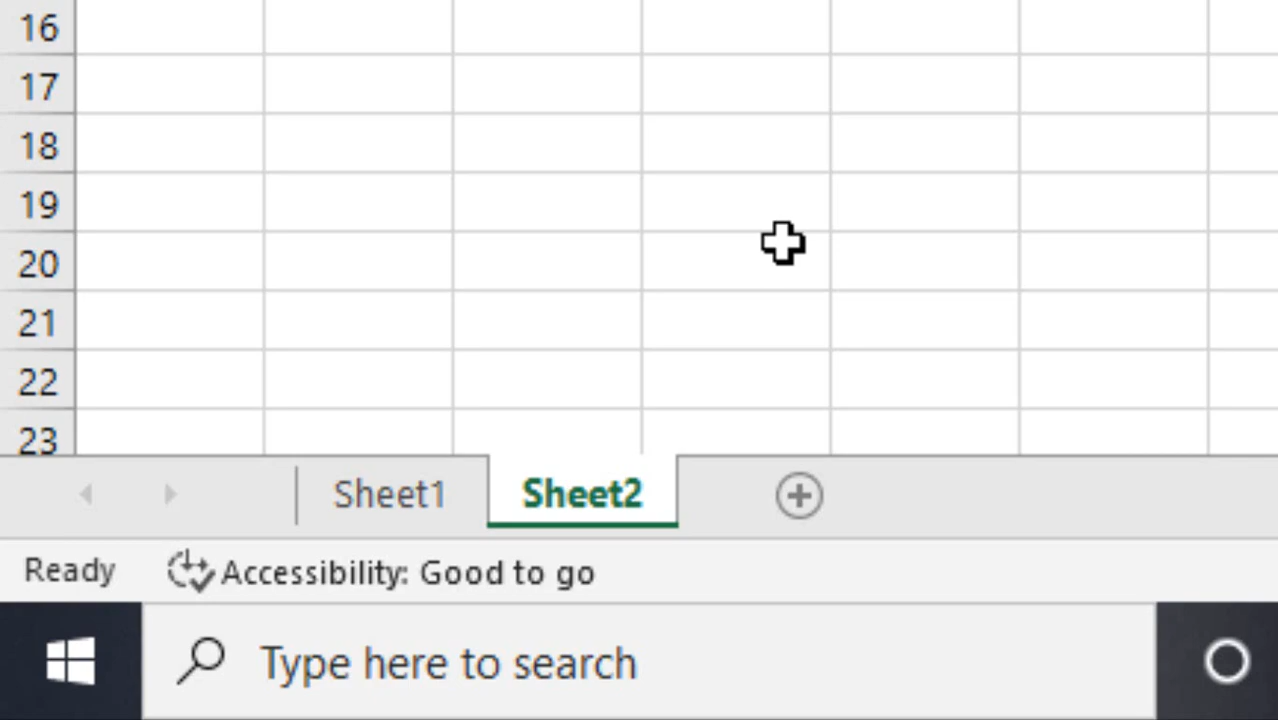 16
17
18
19
20
21
22
23
Sheet1 Sheet2
Ready Accessibility: Good to go
Type here to search